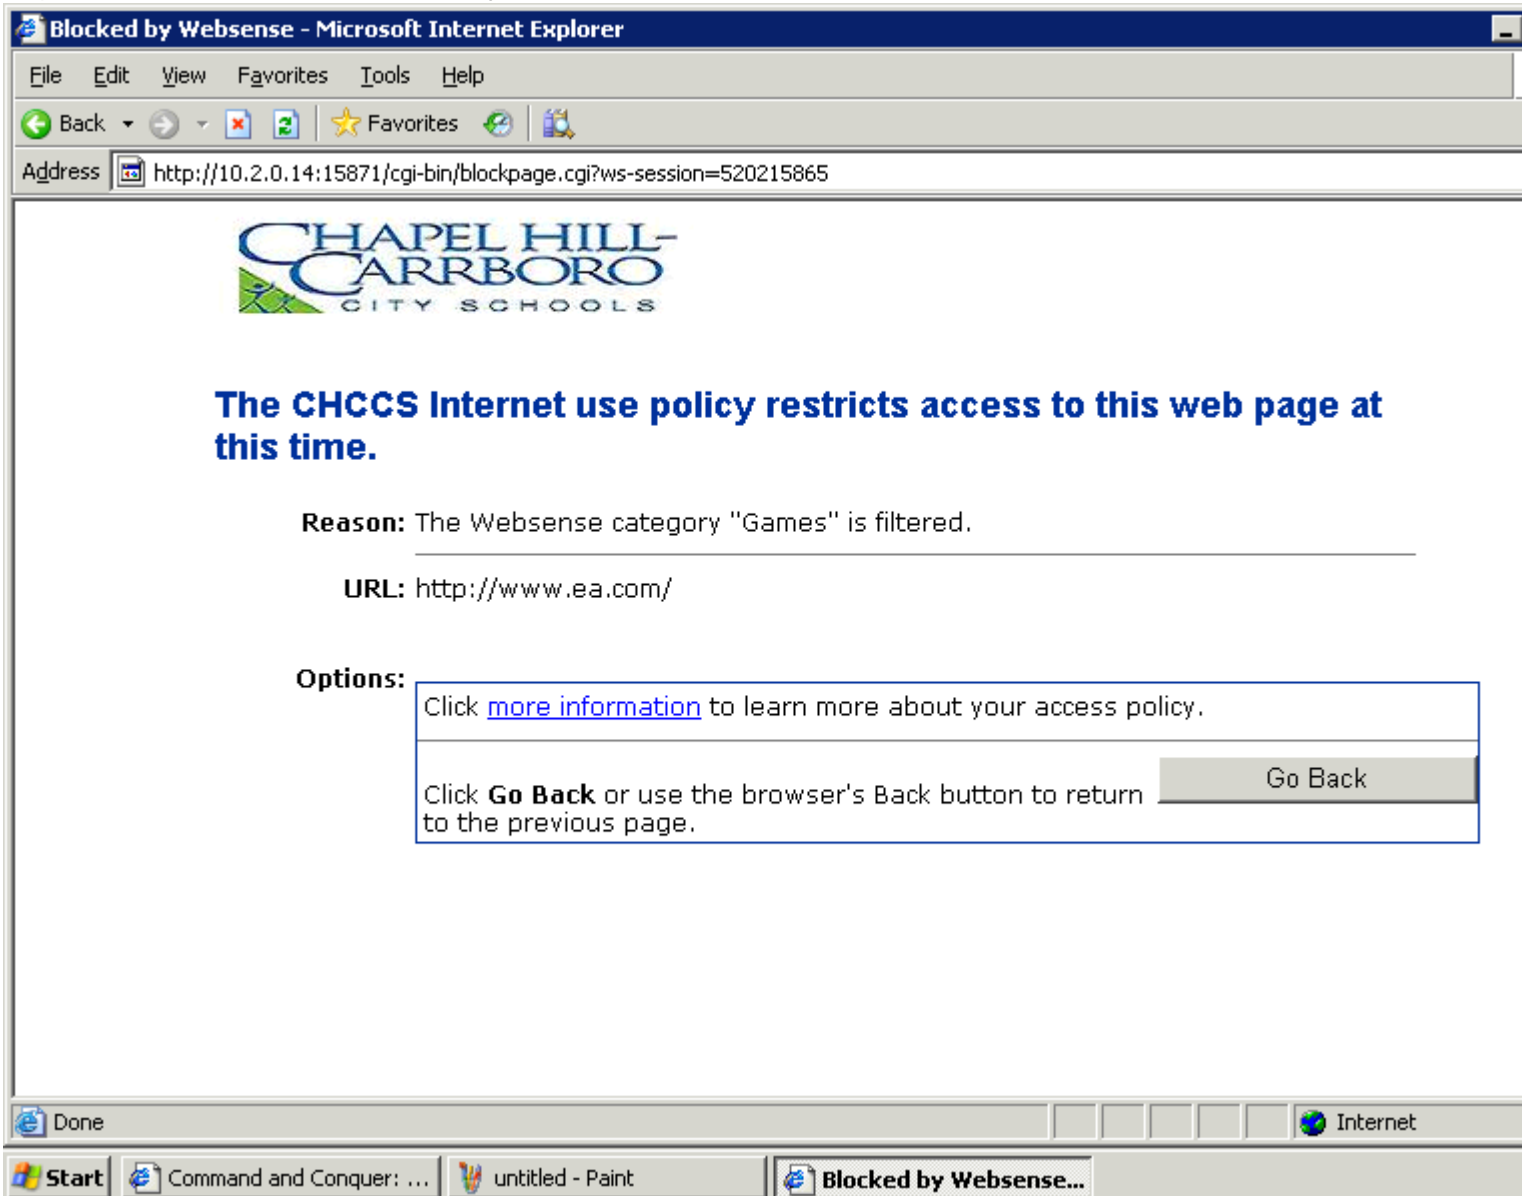 Blocked by Websense - Microsoft Internet Explorer
File Edit View Favorites Tools Help
Back Favorites
Address http://10.2.0.14:15871/cgi-bin/blockpage.cgi?ws-session=520215865
CHAPEL HILL-
CARRBORO
CITY SCHOOLS
The CHCCS Internet use policy restricts access to this web page at
this time.
Reason: The Websense category "Games" is filtered.
URL: http://www.ea.com/
Options:
Click more information to learn more about your access policy.
Click Go Back or use the browser's Back button to return
to the previous page.
Go Back
Done Internet
Start Command and Conquer: ... untitled - Paint Blocked by Websense...